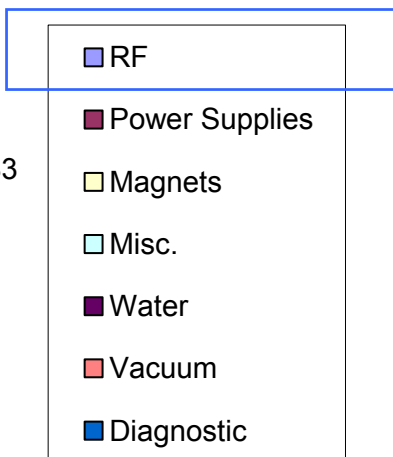 RF
Power Supplies
3
Magnets
Misc.
Water
Vacuum
Diagnostic